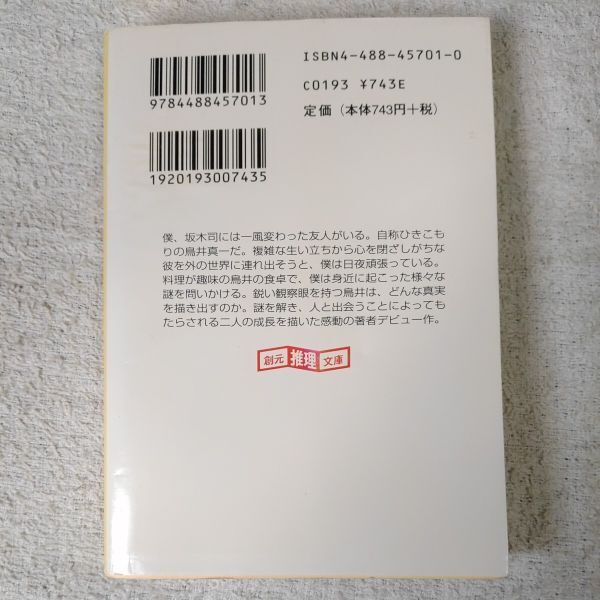 ISBN4-488-45701-0
C0193 ¥743E
定価（本体743円＋税）
9784488457013
1920193007435
僕、坂木司には一風変わった友人がいる。自称ひきこも
りの鳥井真一だ。複雑な生い立ちから心を閉ざしがちな
彼を外の世界に連れ出そうと、僕は日夜頑張っている。
料理が趣味の鳥井の食卓で、僕は身近に起こった様々な
謎を問いかける。鋭い観察眼を持つ鳥井は、どんな真実
を描き出すのか。謎を解き、人と出会うことによってもた
らされる二人の成長を描いた感動の著者デビュー作。
創元推理文庫